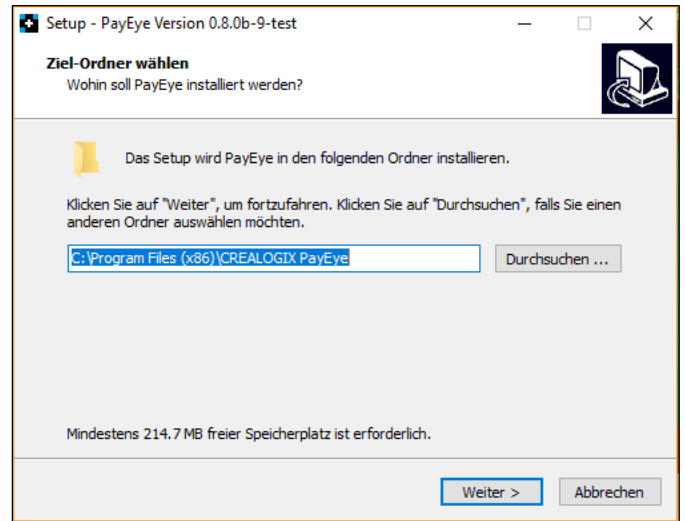 Setup - PayEye Version 0.8.0b-9-test
Ziel-Ordner wählen
Wohin soll PayEye installiert werden?
Das Setup wird PayEye in den folgenden Ordner installieren.
Klicken Sie auf "Weiter", um fortzufahren. Klicken Sie auf "Durchsuchen", falls Sie einen
anderen Ordner auswählen möchten.
C:\Program Files (x86)\CREALOGIX PayEye
Durchsuchen ...
Mindestens 214.7 MB freier Speicherplatz ist erforderlich.
Weiter >
Abbrechen